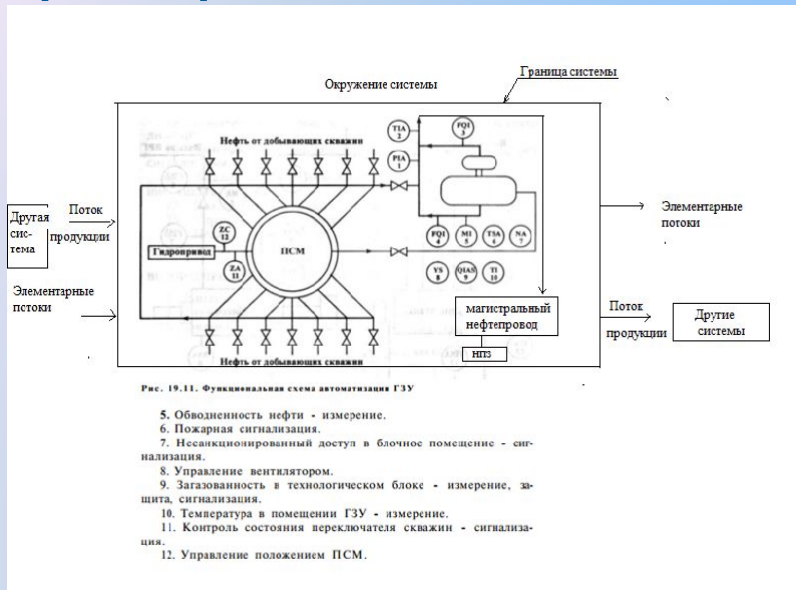 Граница системы
Окружение системы
Нефть от добывающих скважин
TIA
2
FQI
3
PIA
1
Другая
сис-
тема
Поток
продукции
Элементарные
потоки
ZC
12
Гидропривод
ПСМ
ZA
11
FQI
4
MI
5
TSA
6
NA
7
YS
8
QIAS
9
TI
10
Элементарные
потоки
магистральный
нефтепровод
НПЗ
Поток
продукции
Другие
системы
Нефть от добывающих скважин
Рис. 19.11. Функциональная схема автоматизация ГЗУ
5. Обводненность нефти - измерение.
6. Пожарная сигнализация.
7. Несанкционированный доступ в блочное помещение - сиг-
нализация.
8. Управление вентилятором.
9. Загазованность в технологическом блоке - измерение, за-
щита, сигнализация.
10. Температура в помещении ГЗУ - измерение.
11. Контроль состояния переключателя скважин - сигнализа-
ция.
12. Управление положением ПСМ.